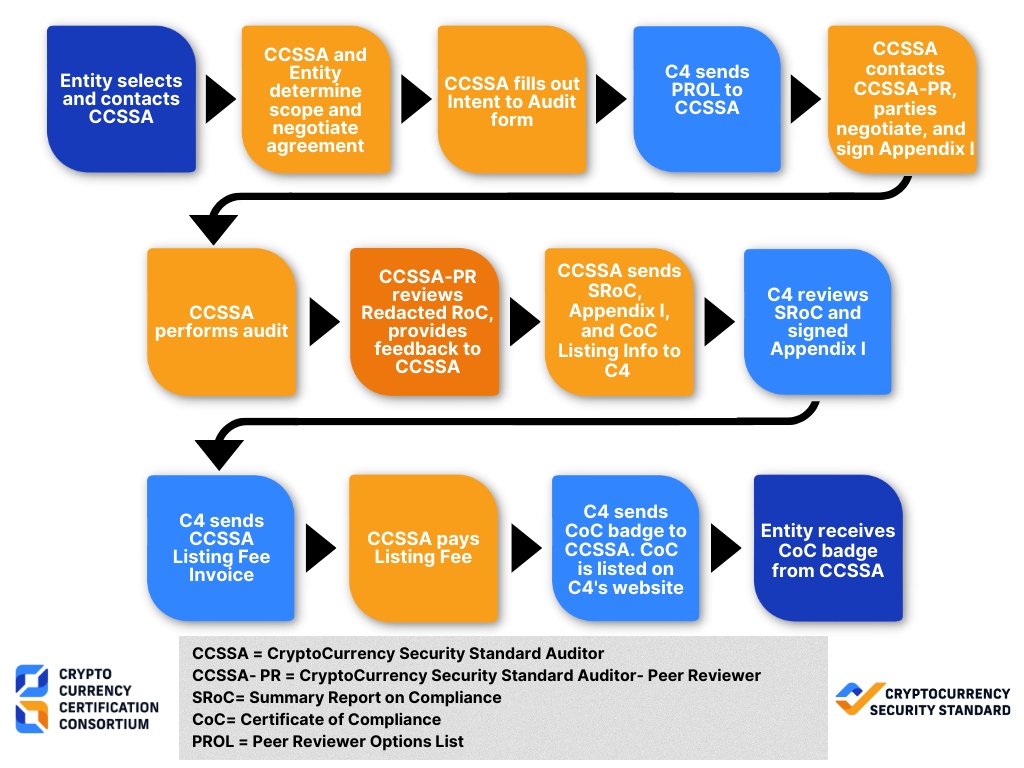 Entity selects
and contacts
CCSSA
CCSSA and
Entity
determine
scope and
negotiate
agreement
CCSSA fills out
Intent to Audit
form
C4 sends
PROL to
CCSSA
CCSSA
contacts
CCSSA-PR,
parties
negotiate, and
sign Appendix I
CCSSA
performs audit
CCSSA-PR
reviews
Redacted RoC,
provides
feedback to
CCSSA
CCSSA sends
SRoC,
Appendix I,
and CoC
Listing Info to
C4
C4 reviews
SRoC and
signed
Appendix I
C4 sends
CCSSA
Listing Fee
Invoice
CCSSA pays
Listing Fee
C4 sends
CoC badge to
CCSSA. CoC
is listed on
C4's website
Entity receives
CoC badge
from CCSSA
CRYPTO
CURRENCY
CERTIFICATION
CONSORTIUM
CCSSA = CryptoCurrency Security Standard Auditor
CCSSA- PR = CryptoCurrency Security Standard Auditor- Peer Reviewer
SRoC= Summary Report on Compliance
CoC= Certificate of Compliance
PROL = Peer Reviewer Options List
CRYPTOCURRENCY
SECURITY STANDARD